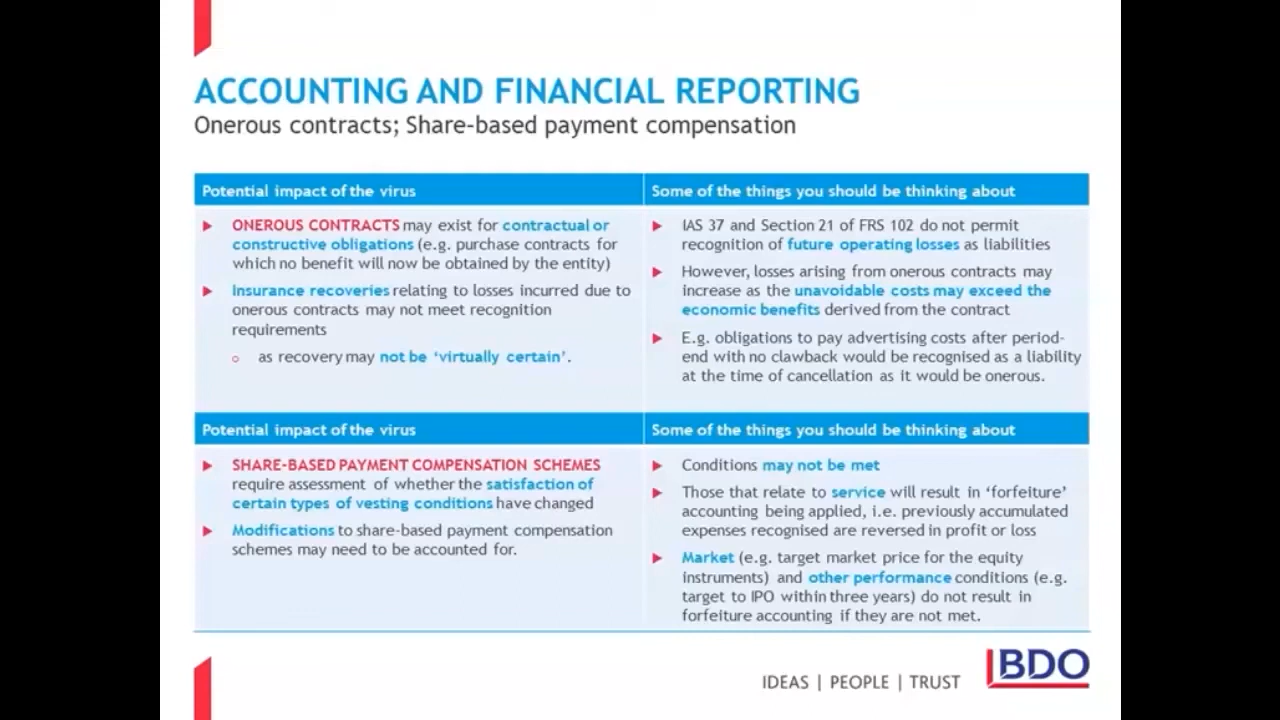 ACCOUNTING AND FINANCIAL REPORTING
Onerous contracts; Share-based payment compensation
Potential impact of the virus
Some of the things you should be thinking about
ONEROUS CONTRACTS may exist for contractual or
constructive obligations (e.g. purchase contracts for
which no benefit will now be obtained by the entity)
Insurance recoveries relating to losses incurred due to
onerous contracts may not meet recognition
requirements
as recovery may not be ‘virtually certain’.
IAS 37 and Section 21 of FRS 102 do not permit
recognition of future operating losses as liabilities
However, losses arising from onerous contracts may
increase as the unavoidable costs may exceed the
economic benefits derived from the contract
E.g. obligations to pay advertising costs after period-
end with no clawback would be recognised as a liability
at the time of cancellation as it would be onerous.
Potential impact of the virus
Some of the things you should be thinking about
SHARE-BASED PAYMENT COMPENSATION SCHEMES
require assessment of whether the satisfaction of
certain types of vesting conditions have changed
Modifications to share-based payment compensation
schemes may need to be accounted for.
Conditions may not be met
Those that relate to service will result in ‘forfeiture’
accounting being applied, i.e. previously accumulated
expenses recognised are reversed in profit or loss
Market (e.g. target market price for the equity
instruments) and other performance conditions (e.g.
target to IPO within three years) do not result in
forfeiture accounting if they are not met.
IDEAS | PEOPLE | TRUST
BDO